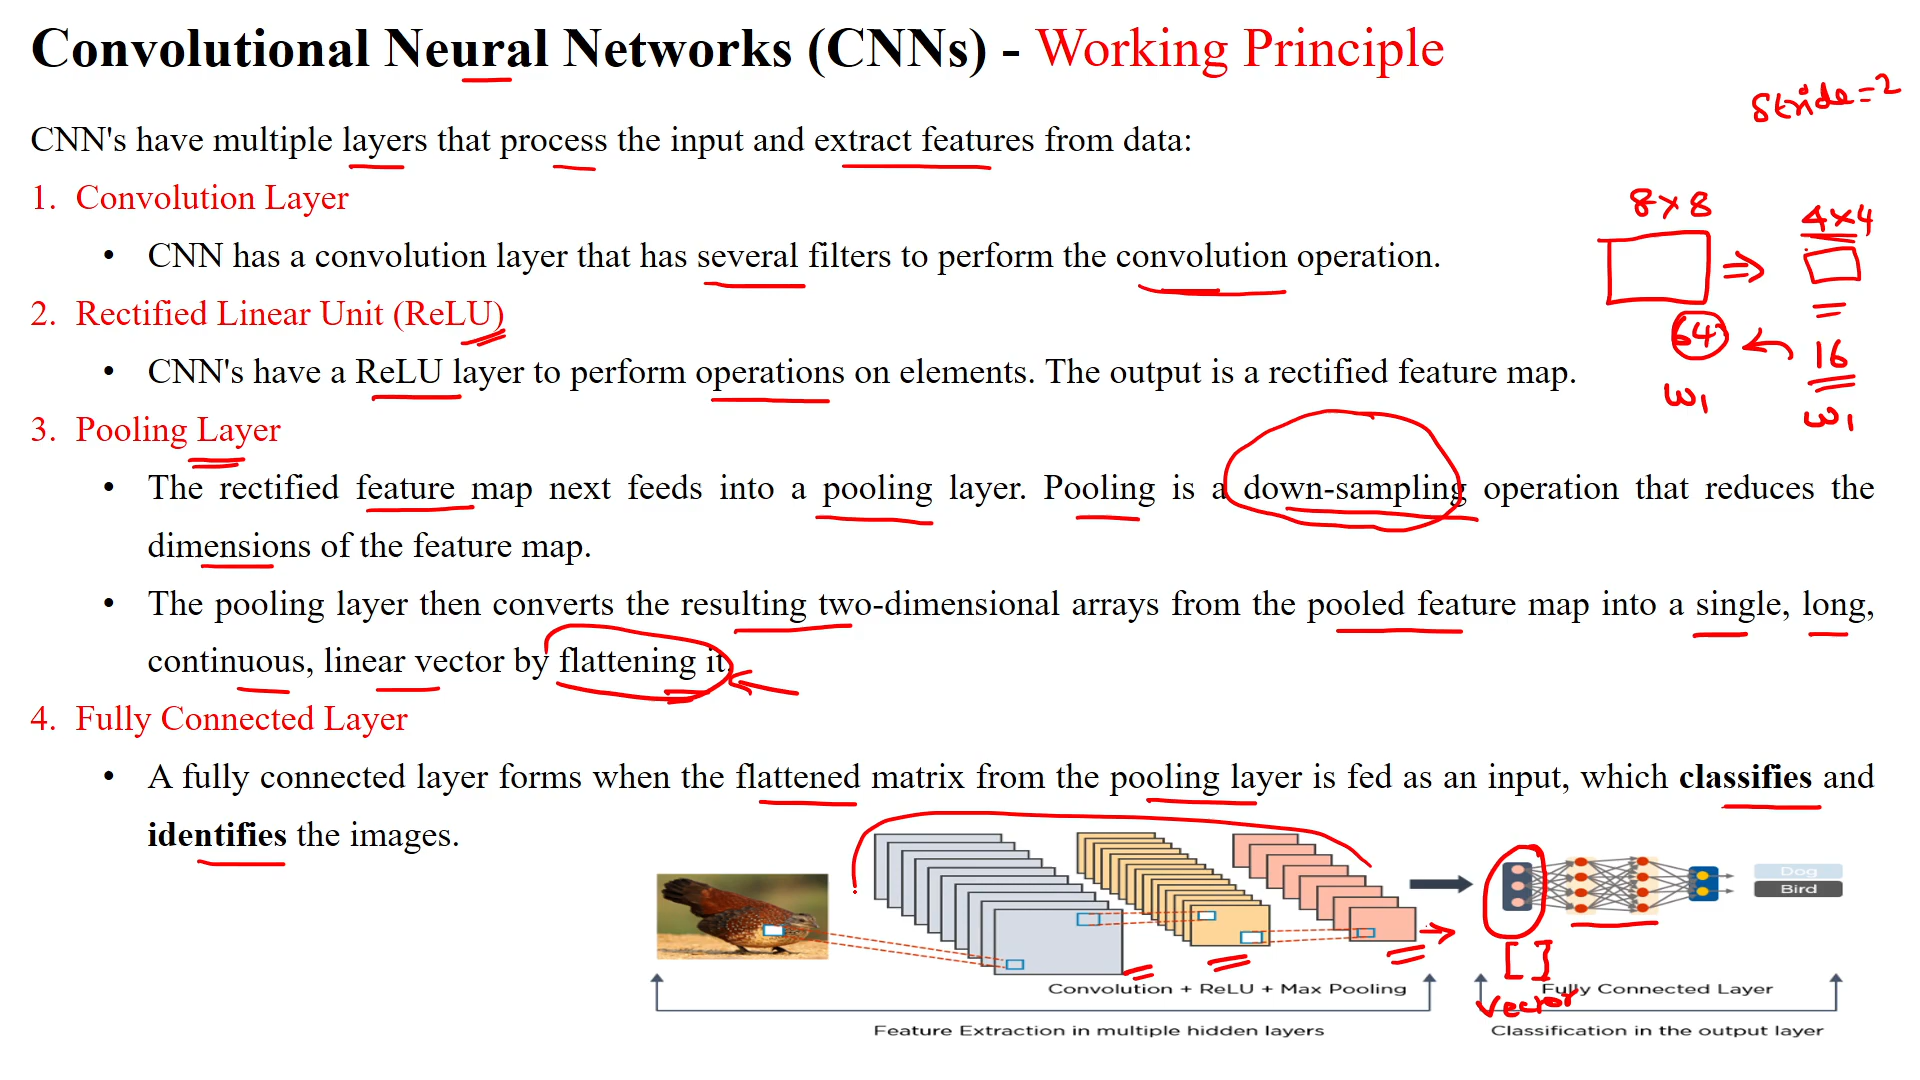 Convolutional Neural Networks (CNNs) - Working Principle
Stride=2
CNN's have multiple layers that process the input and extract features from data:
1. Convolution Layer
• CNN has a convolution layer that has several filters to perform the convolution operation.
2. Rectified Linear Unit (ReLU)
• CNN's have a ReLU layer to perform operations on elements. The output is a rectified feature map.
8×8
4×4
64
16
w1
w1
3. Pooling Layer
• The rectified feature map next feeds into a pooling layer. Pooling is a down-sampling operation that reduces the
dimensions of the feature map.
• The pooling layer then converts the resulting two-dimensional arrays from the pooled feature map into a single, long,
continuous, linear vector by flattening it.
4. Fully Connected Layer
• A fully connected layer forms when the flattened matrix from the pooling layer is fed as an input, which classifies and
identifies the images.
Dog
Bird
[ ]
Vector
Convolution + ReLU + Max Pooling
Fully Connected Layer
Feature Extraction in multiple hidden layers
Classification in the output layer